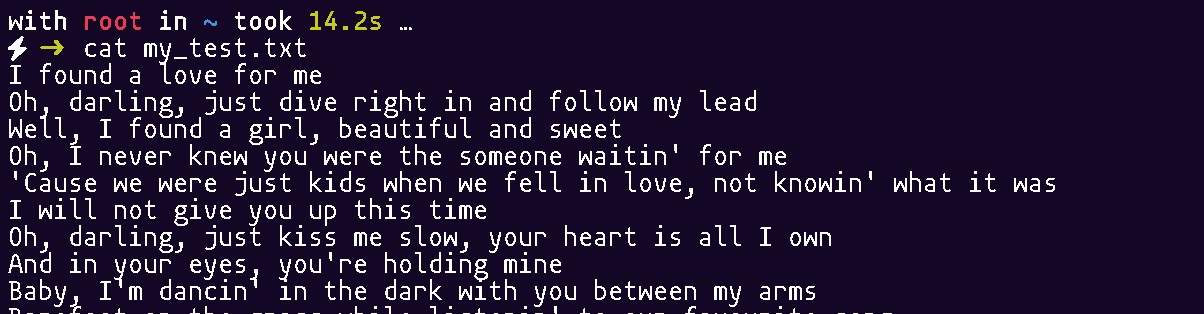 with root in ~ took 14.2s …
⚡ ➜ cat my_test.txt
I found a love for me
Oh, darling, just dive right in and follow my lead
Well, I found a girl, beautiful and sweet
Oh, I never knew you were the someone waitin' for me
'Cause we were just kids when we fell in love, not knowin' what it was
I will not give you up this time
Oh, darling, just kiss me slow, your heart is all I own
And in your eyes, you're holding mine
Baby, I'm dancin' in the dark with you between my arms